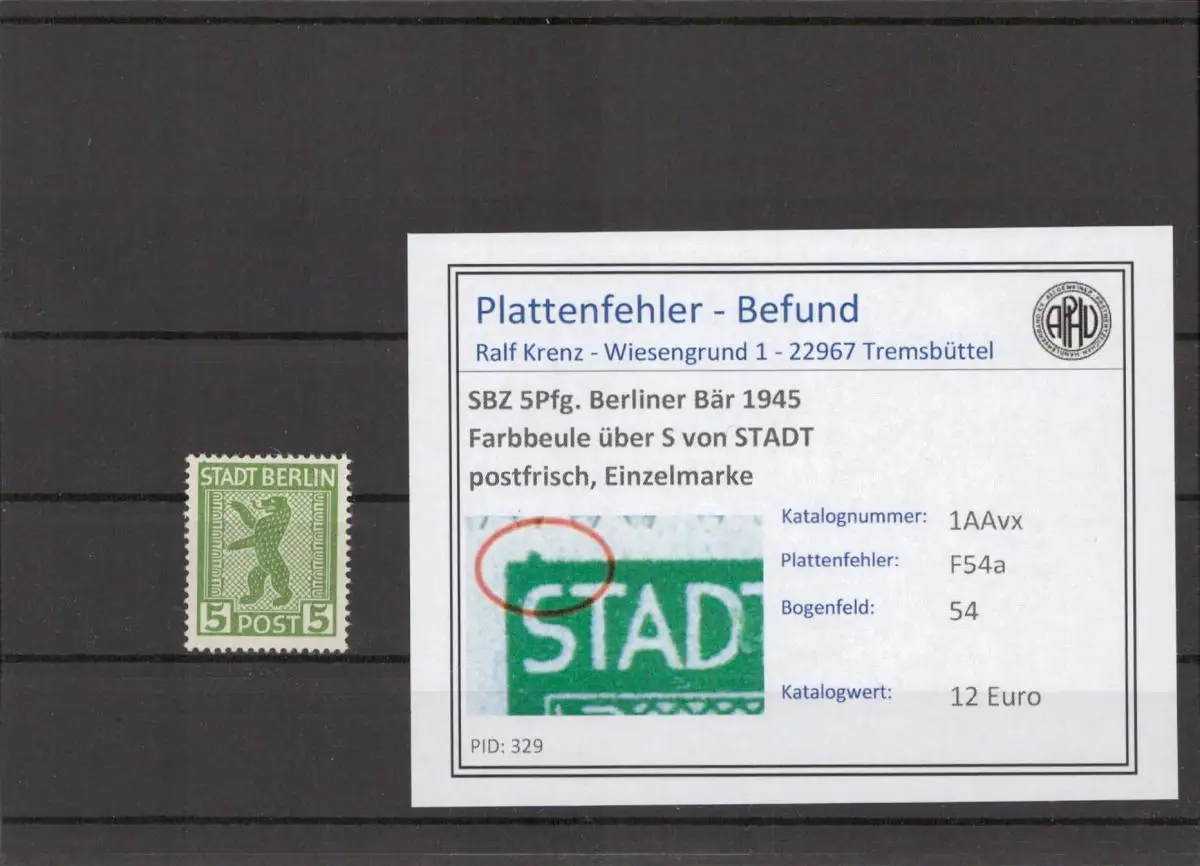 STADT BERLIN
5 POST 5
Plattenfehler - Befund
Ralf Krenz - Wiesengrund 1 - 22967 Tremsbüttel
APHV
SBZ 5Pfg. Berliner Bär 1945
Farbbeule über S von STADT
postfrisch, Einzelmarke
STADT
Katalognummer: 1AAvx
Plattenfehler: F54a
Bogenfeld: 54
Katalogwert: 12 Euro
PID: 329